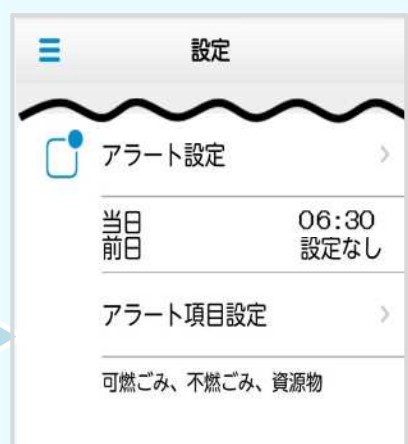 設定
アラート設定
当日 06:30
前日 設定なし
アラート項目設定
可燃ごみ、不燃ごみ、資源物